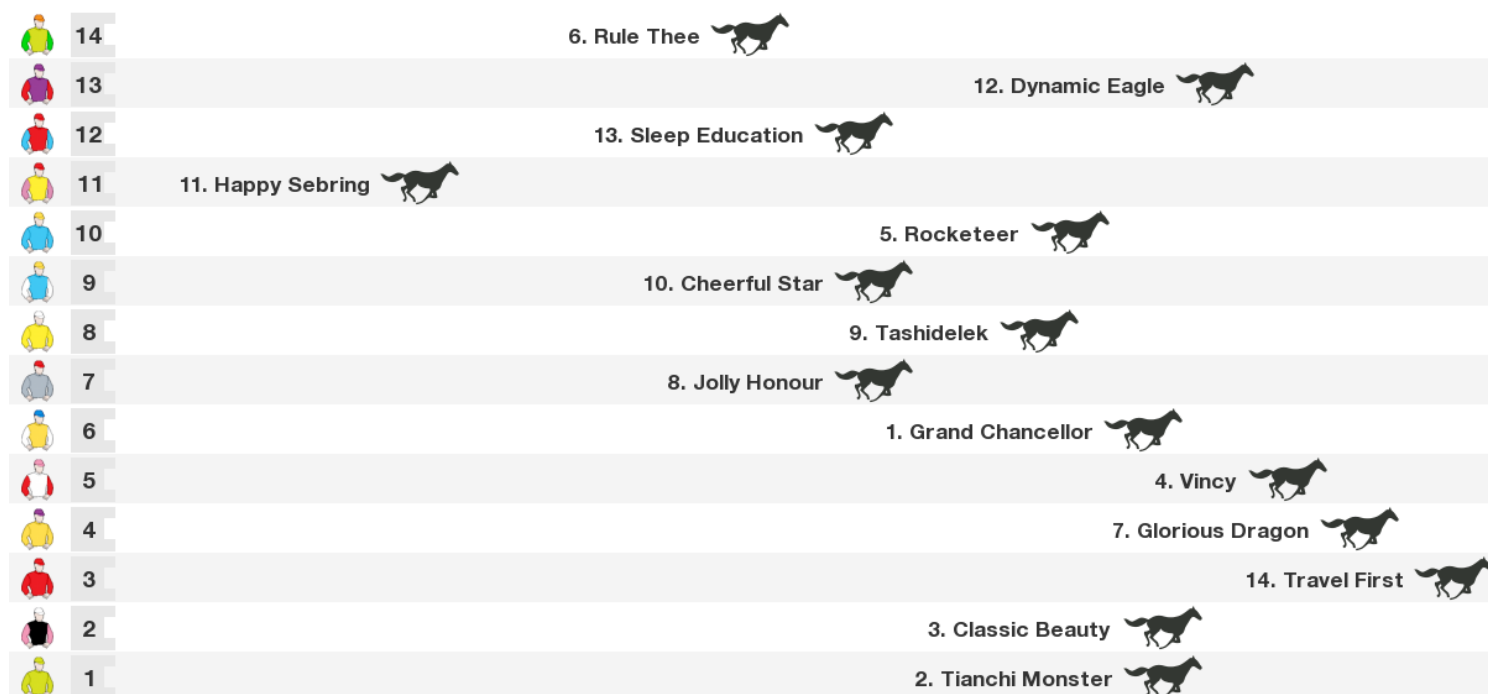 14 6. Rule Thee
13 12. Dynamic Eagle
12 13. Sleep Education
11 11. Happy Sebring
10 5. Rocketeer
9 10. Cheerful Star
8 9. Tashidelek
7 8. Jolly Honour
6 1. Grand Chancellor
5 4. Vincy
4 7. Glorious Dragon
3 14. Travel First
2 3. Classic Beauty
1 2. Tianchi Monster